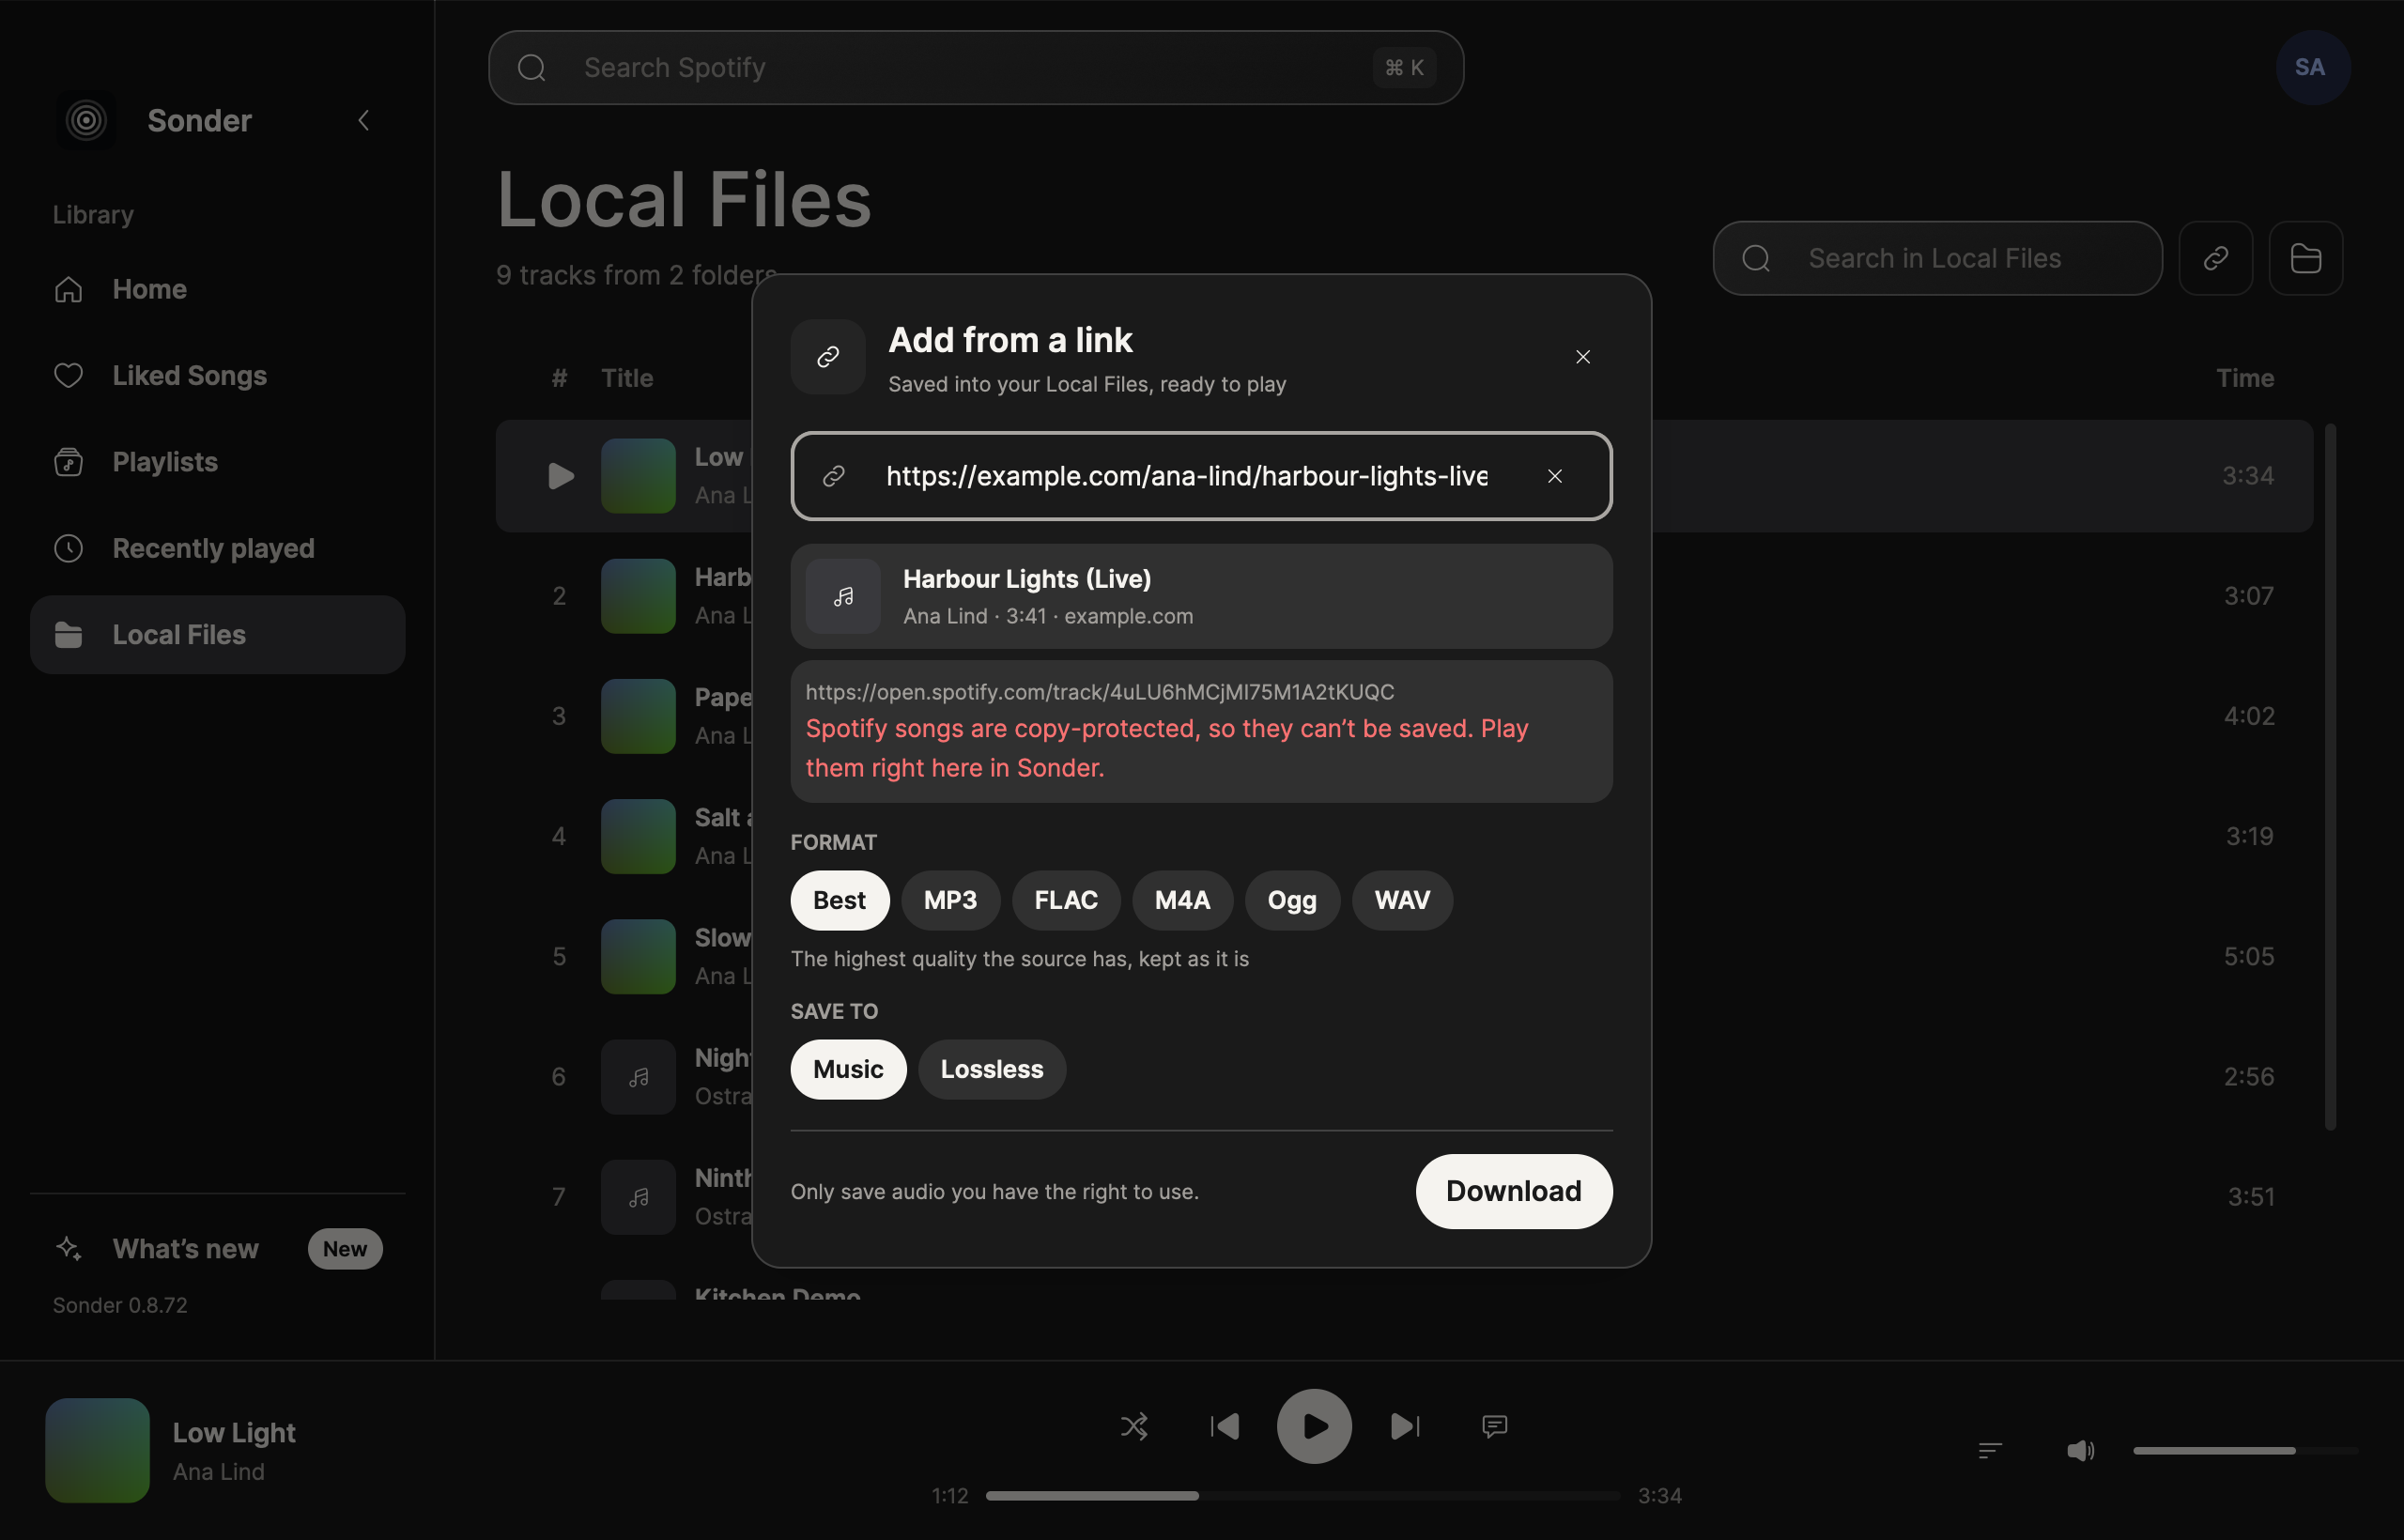 Sonder
Library
Home
Liked Songs
Playlists
Recently played
Local Files
What’s new
New
Sonder 0.8.72
Search Spotify
⌘ K
SA
Local Files
9 tracks from 2 folders
Search in Local Files
# Title Time
Low
Ana L
3:34
2
Harb
Ana L
3:07
3
Pape
Ana L
4:02
4
Salt a
Ana L
3:19
5
Slow
Ana L
5:05
6
Nigh
Ostra
2:56
7
Ninth
Ostra
3:51
Kitchen Demo
Add from a link
Saved into your Local Files, ready to play
https://example.com/ana-lind/harbour-lights-live
Harbour Lights (Live)
Ana Lind · 3:41 · example.com
https://open.spotify.com/track/4uLU6hMCjMI75M1A2tKUQC
Spotify songs are copy-protected, so they can’t be saved. Play
them right here in Sonder.
FORMAT
Best MP3 FLAC M4A Ogg WAV
The highest quality the source has, kept as it is
SAVE TO
Music Lossless
Only save audio you have the right to use.
Download
Low Light
Ana Lind
1:12
3:34